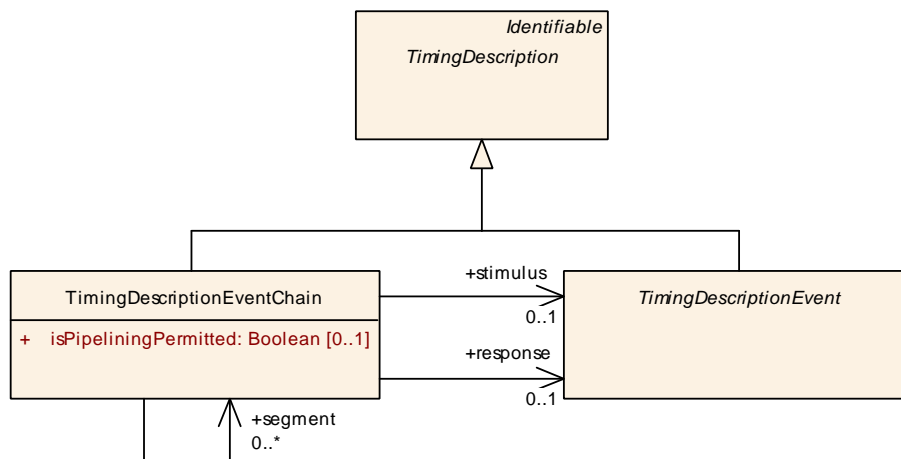 Identifiable
TimingDescription
TimingDescriptionEventChain
+ isPipeliningPermitted: Boolean [0..1]
+stimulus
0..1
+response
0..1
TimingDescriptionEvent
+segment
0..*